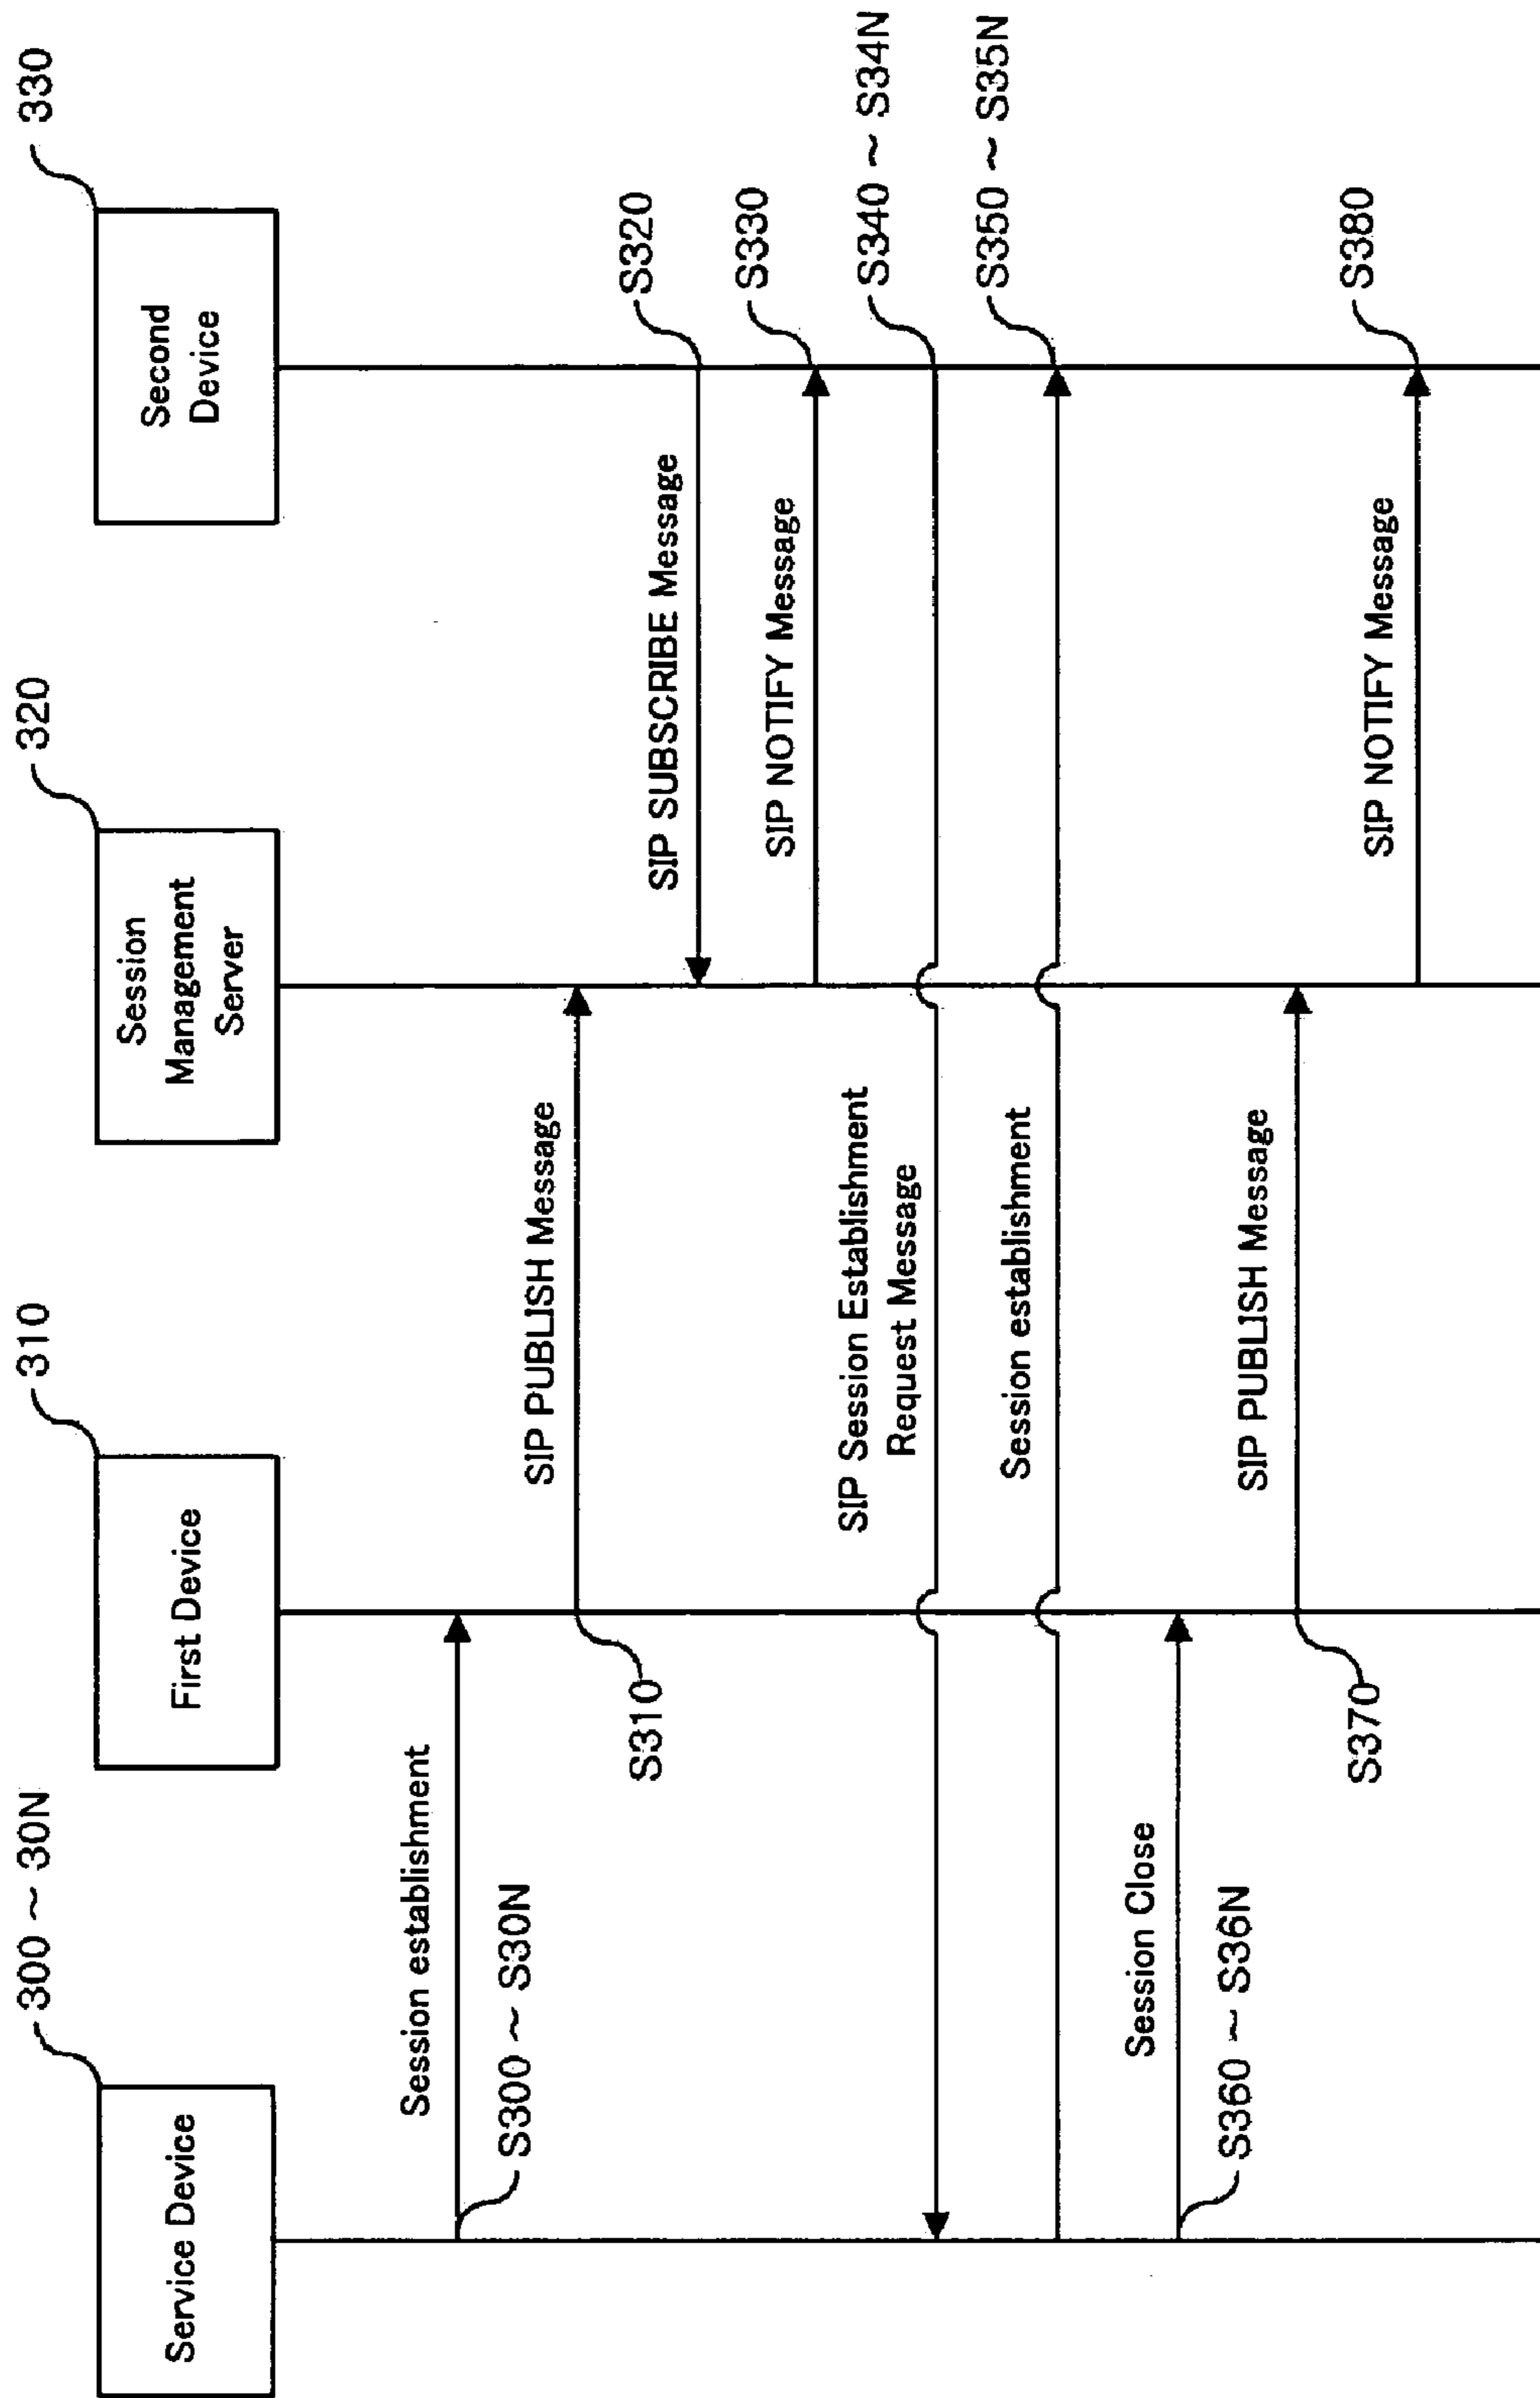 300 ~ 30N
310
320
330
Service Device
First Device
Session
Management
Server
Second
Device
Session establishment
S300 ~ S30N
SIP PUBLISH Message
S310
SIP SUBSCRIBE Message
S320
SIP NOTIFY Message
S330
SIP Session Establishment
Request Message
S340 ~ S34N
Session establishment
S350 ~ S35N
Session Close
S360 ~ S36N
SIP PUBLISH Message
S370
SIP NOTIFY Message
S380